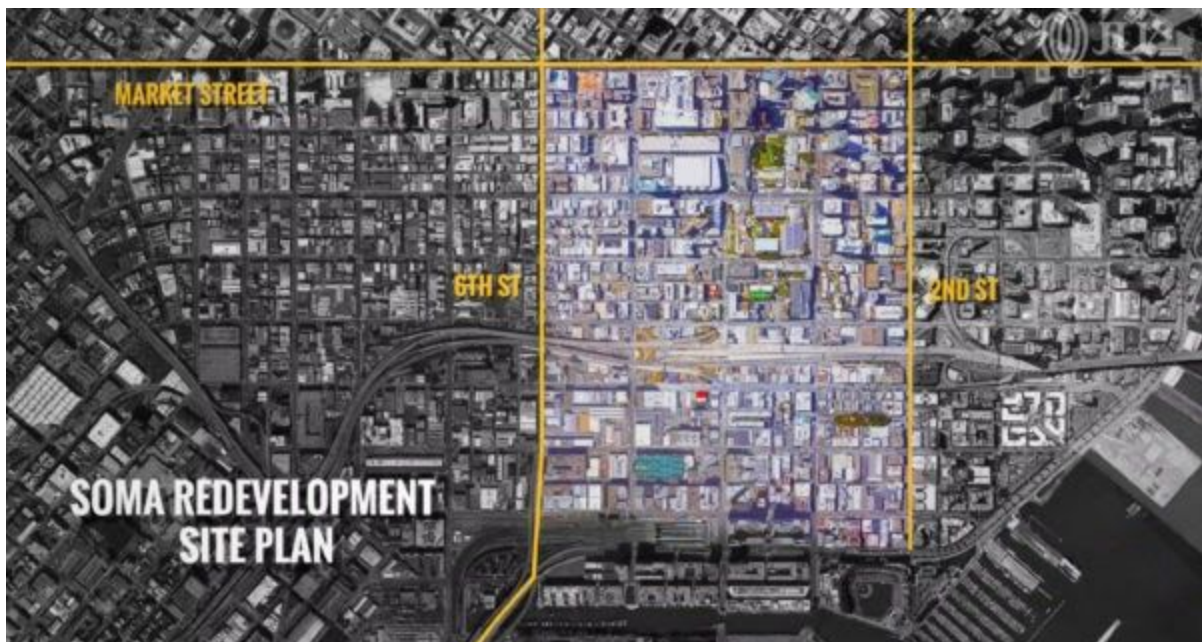 MARKET STREET
6TH ST
2ND ST
SOMA REDEVELOPMENT
SITE PLAN